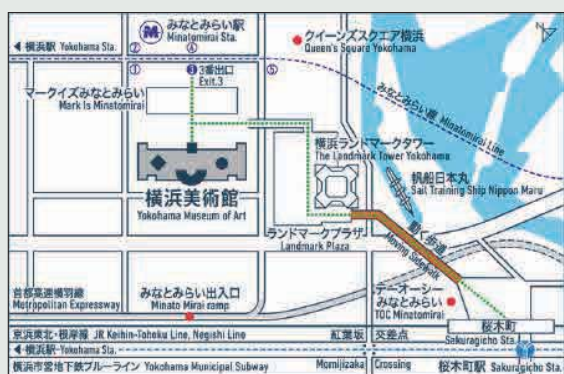 みなとみらい駅
Minatomirai Sta.
クイーンズスクエア横浜
Queen's Square Yokohama
N
◀ 横浜駅 Yokohama Sta.
② ④
① ❸ 3番出口 ⑤
Exit.3
みなとみらい線 Minatomirai Line
マークイズみなとみらい
Mark Is Minatomirai
横浜ランドマークタワー
The Landmark Tower Yokohama
帆船日本丸
Sail Training Ship Nippon Maru
横浜美術館
Yokohama Museum of Art
ランドマークプラザ
Landmark Plaza
動く歩道
Moving Sidewalk
首都高速横羽線
Metropolitan Expressway
みなとみらい出入口
Minato Mirai ramp
テーオーシー
みなとみらい
TOC Minatomirai
桜木町
Sakuragicho Sta.
京浜東北・根岸線 JR Keihin-Tohoku Line, Negishi Line
紅葉坂 交差点
◀ 横浜駅 Yokohama Sta.
横浜市営地下鉄ブルーライン Yokohama Municipal Subway
Momijizaka Crossing
桜木町駅 Sakuragicho Sta.